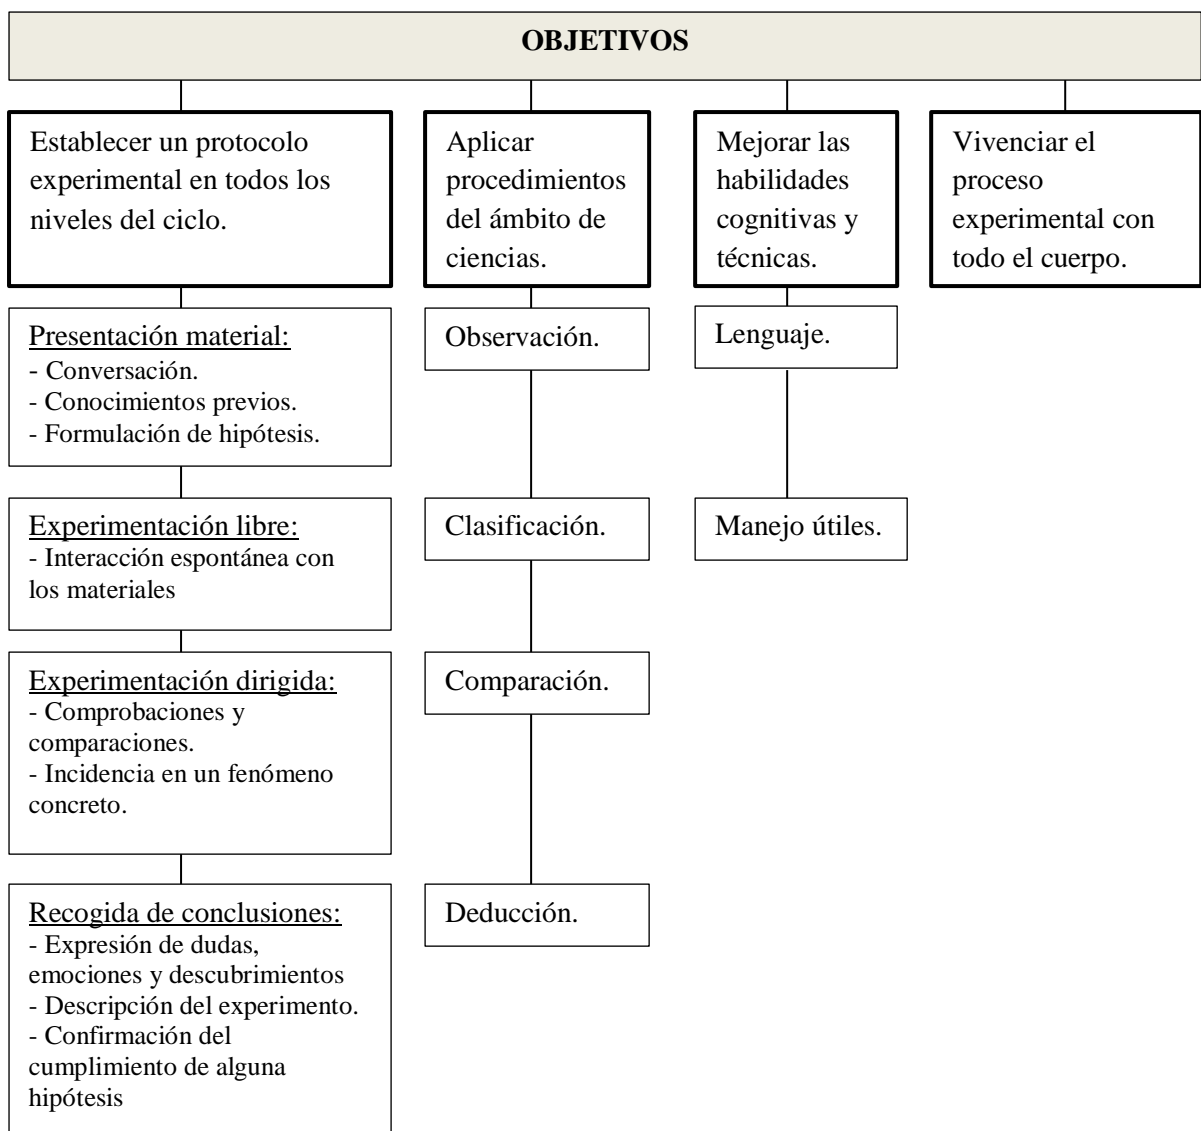 OBJETIVOS
Establecer un protocolo
experimental en todos los
niveles del ciclo.
Aplicar
procedimientos
del ámbito de
ciencias.
Mejorar las
habilidades
cognitivas y
técnicas.
Vivenciar el
proceso
experimental con
todo el cuerpo.
Presentación material:
- Conversación.
- Conocimientos previos.
- Formulación de hipótesis.
Observación.
Lenguaje.
Experimentación libre:
- Interacción espontánea con
los materiales
Clasificación.
Manejo útiles.
Experimentación dirigida:
- Comprobaciones y
comparaciones.
- Incidencia en un fenómeno
concreto.
Comparación.
Recogida de conclusiones:
- Expresión de dudas,
emociones y descubrimientos
- Descripción del experimento.
- Confirmación del
cumplimiento de alguna
hipótesis
Deducción.